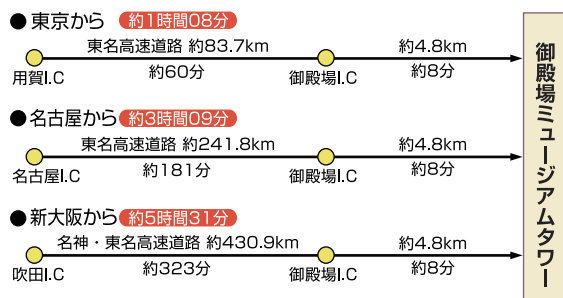 ●東京から 約1時間08分
東名高速道路 約83.7km
約4.8km
約60分
約8分
用賀I.C
御殿場I.C
●名古屋から 約3時間09分
東名高速道路 約241.8km
約4.8km
約181分
約8分
名古屋I.C
御殿場I.C
●新大阪から 約5時間31分
名神・東名高速道路 約430.9km
約4.8km
約323分
約8分
吹田I.C
御殿場I.C
御殿場ミュージアムタワー